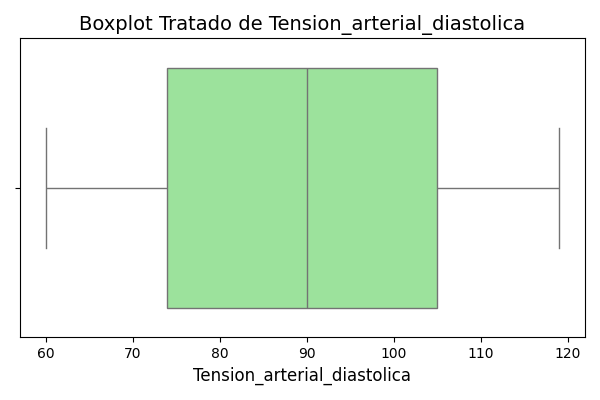 Boxplot Tratado de Tension_arterial_diastolica
60 70 80 90 100 110 120
Tension_arterial_diastolica